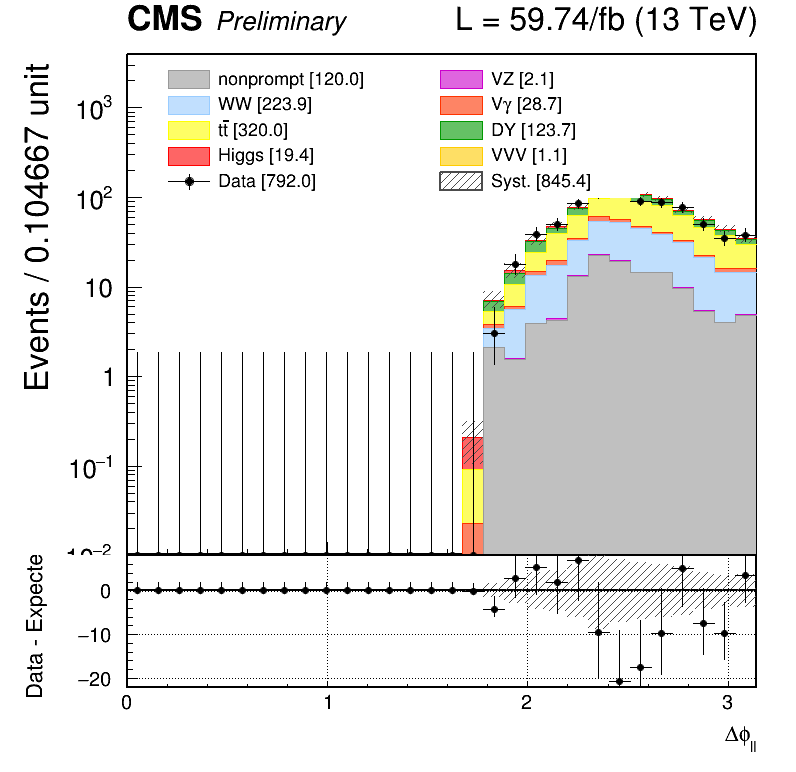 CMS Preliminary L = 59.74/fb (13 TeV)
Events / 0.104667 unit
nonprompt [120.0]
WW [223.9]
tt̄ [320.0]
Higgs [19.4]
Data [792.0]
VZ [2.1]
Vγ [28.7]
DY [123.7]
VVV [1.1]
Syst. [845.4]
10³
10²
10
1
10⁻¹
10⁻²
Data - Expecte
0
−10
−20
0 1 2 3
Δϕ_ll